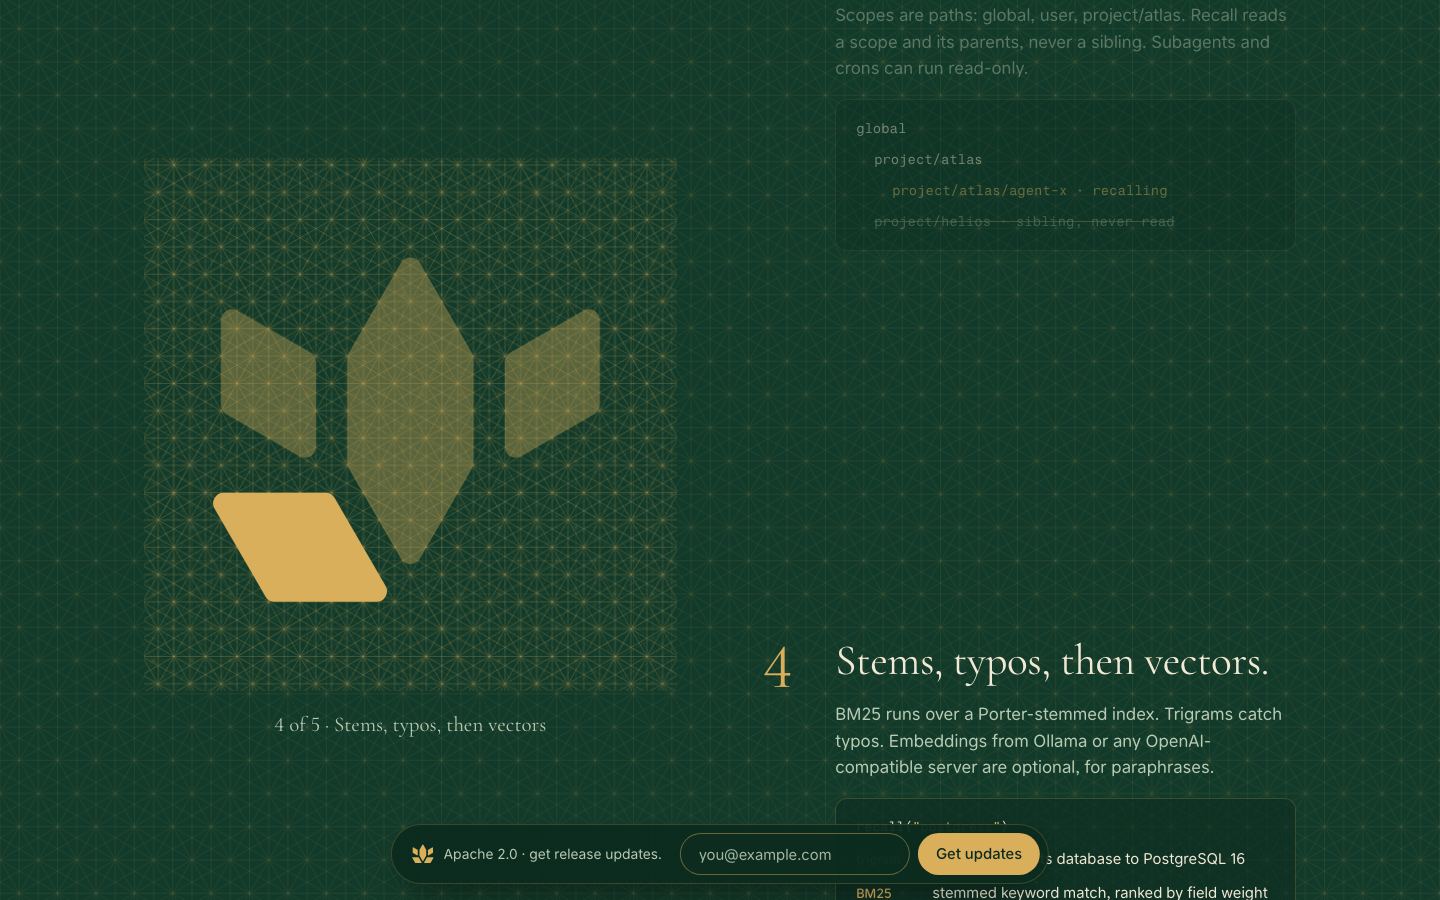 Scopes are paths: global, user, project/atlas. Recall reads
a scope and its parents, never a sibling. Subagents and
crons can run read-only.
global
project/atlas
project/atlas/agent-x · recalling
project/helios · sibling, never read
4 of 5 · Stems, typos, then vectors
4
Stems, typos, then vectors.
BM25 runs over a Porter-stemmed index. Trigrams catch
typos. Embeddings from Ollama or any OpenAI-
compatible server are optional, for paraphrases.
s database to PostgreSQL 16
BM25 stemmed keyword match, ranked by field weight
Apache 2.0 · get release updates.
you@example.com
Get updates